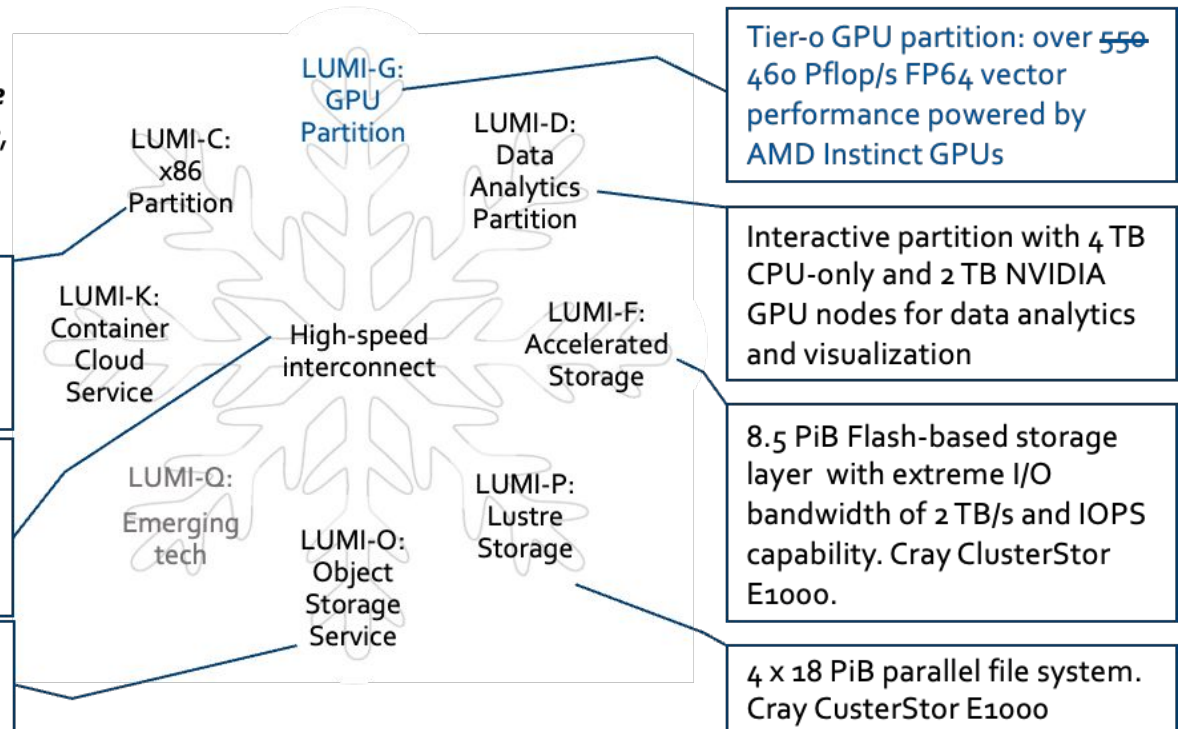 e
,
LUMI-G:
GPU
Partition
LUMI-C:
x86
Partition
LUMI-D:
Data
Analytics
Partition
LUMI-K:
Container
Cloud
Service
High-speed
interconnect
LUMI-F:
Accelerated
Storage
LUMI-Q:
Emerging
tech
LUMI-O:
Object
Storage
Service
LUMI-P:
Lustre
Storage
Tier-0 GPU partition: over 550
460 Pflop/s FP64 vector
performance powered by
AMD Instinct GPUs
Interactive partition with 4 TB
CPU-only and 2 TB NVIDIA
GPU nodes for data analytics
and visualization
8.5 PiB Flash-based storage
layer with extreme I/O
bandwidth of 2 TB/s and IOPS
capability. Cray ClusterStor
E1000.
4 x 18 PiB parallel file system.
Cray CusterStor E1000